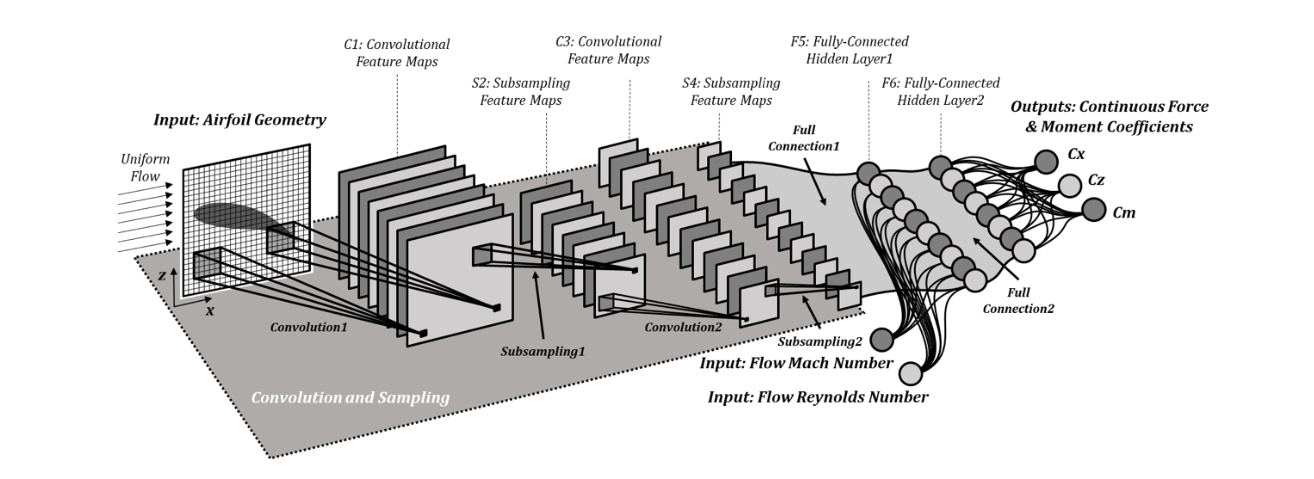 C1: Convolutional
Feature Maps
C3: Convolutional
Feature Maps
F5: Fully-Connected
Hidden Layer1
S2: Subsampling
Feature Maps
S4: Subsampling
Feature Maps
F6: Fully-Connected
Hidden Layer2
Outputs: Continuous Force
& Moment Coefficients
Input: Airfoil Geometry
Full
Connection1
Uniform
Flow
Cx
Cz
Cm
z
x
Convolution1
Subsampling1
Convolution2
Subsampling2
Full
Connection2
Input: Flow Mach Number
Input: Flow Reynolds Number
Convolution and Sampling